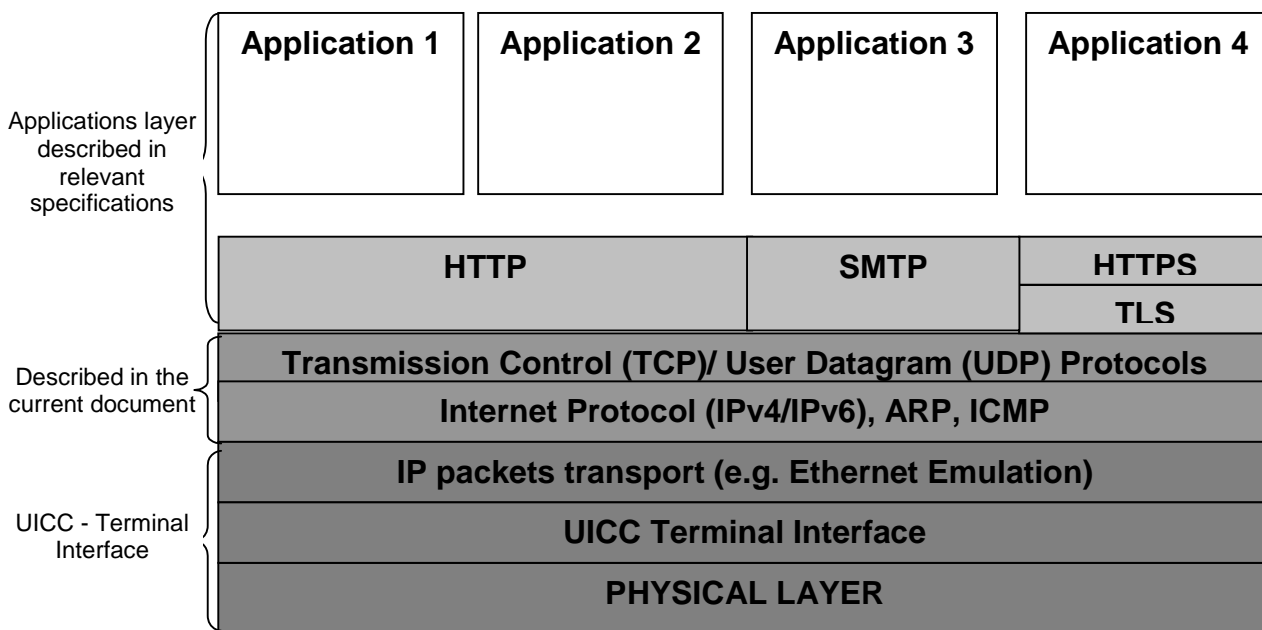 Application 1
Application 2
Application 3
Application 4
Applications layer
described in
relevant
specifications
HTTP
SMTP
HTTPS
TLS
Described in the
current document
Transmission Control (TCP)/ User Datagram (UDP) Protocols
Internet Protocol (IPv4/IPv6), ARP, ICMP
UICC - Terminal
Interface
IP packets transport (e.g. Ethernet Emulation)
UICC Terminal Interface
PHYSICAL LAYER